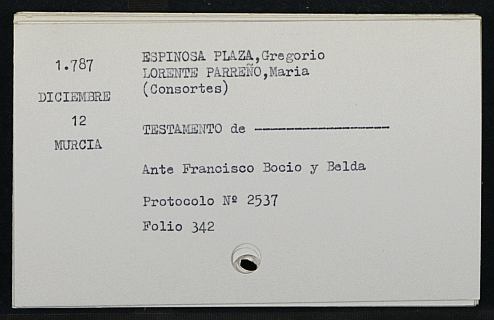 1.787
DICIEMBRE
12
MURCIA
ESPINOSA PLAZA,Gregorio
LORENTE PARREÑO,Maria
(Consortes)
TESTAMENTO de -----------------
Ante Francisco Bocio y Belda
Protocolo Nº 2537
Folio 342